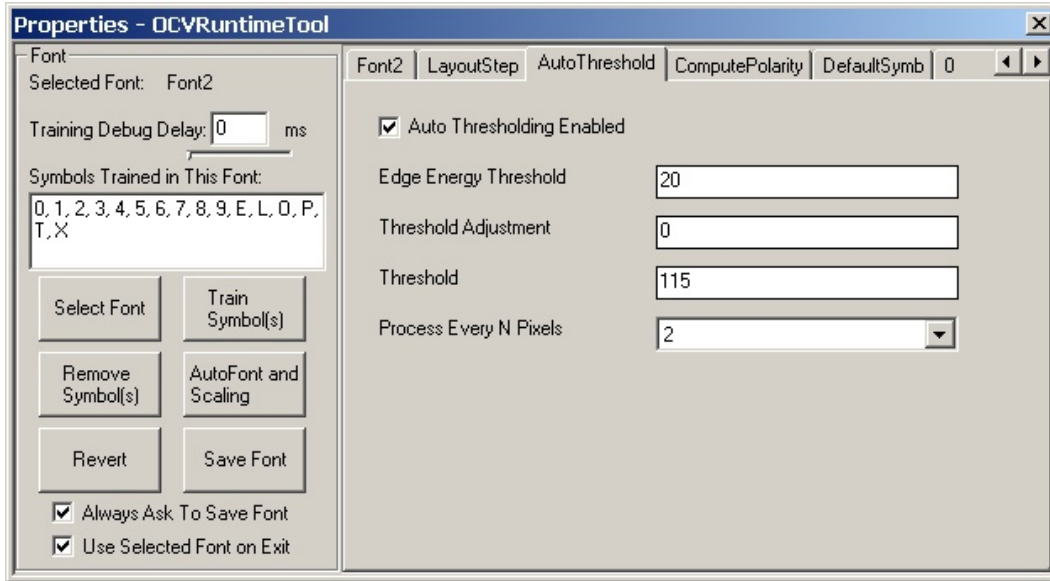 Properties - OCVRuntimeTool
Font
Selected Font: Font2
Training Debug Delay: 0 ms
Symbols Trained in This Font:
0, 1, 2, 3, 4, 5, 6, 7, 8, 9, E, L, O, P,
T, X
Select Font
Train
Symbol(s)
Remove
Symbol(s)
AutoFont and
Scaling
Revert
Save Font
Always Ask To Save Font
Use Selected Font on Exit
Font2 LayoutStep AutoThreshold ComputePolarity DefaultSymb 0
Auto Thresholding Enabled
Edge Energy Threshold 20
Threshold Adjustment 0
Threshold 115
Process Every N Pixels 2